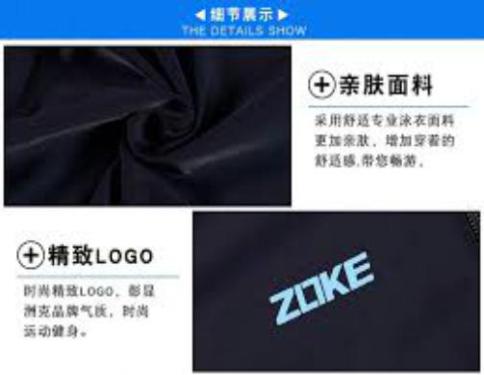 ◀细节展示▶
THE DETAILS SHOW
亲肤面料
采用舒适专业泳衣面料
更加亲肤，增加穿着的
舒适感,带您畅游。
精致LOGO
时尚精致LOGO，彰显
洲克品牌气质，时尚
运动健身。
ZOKE